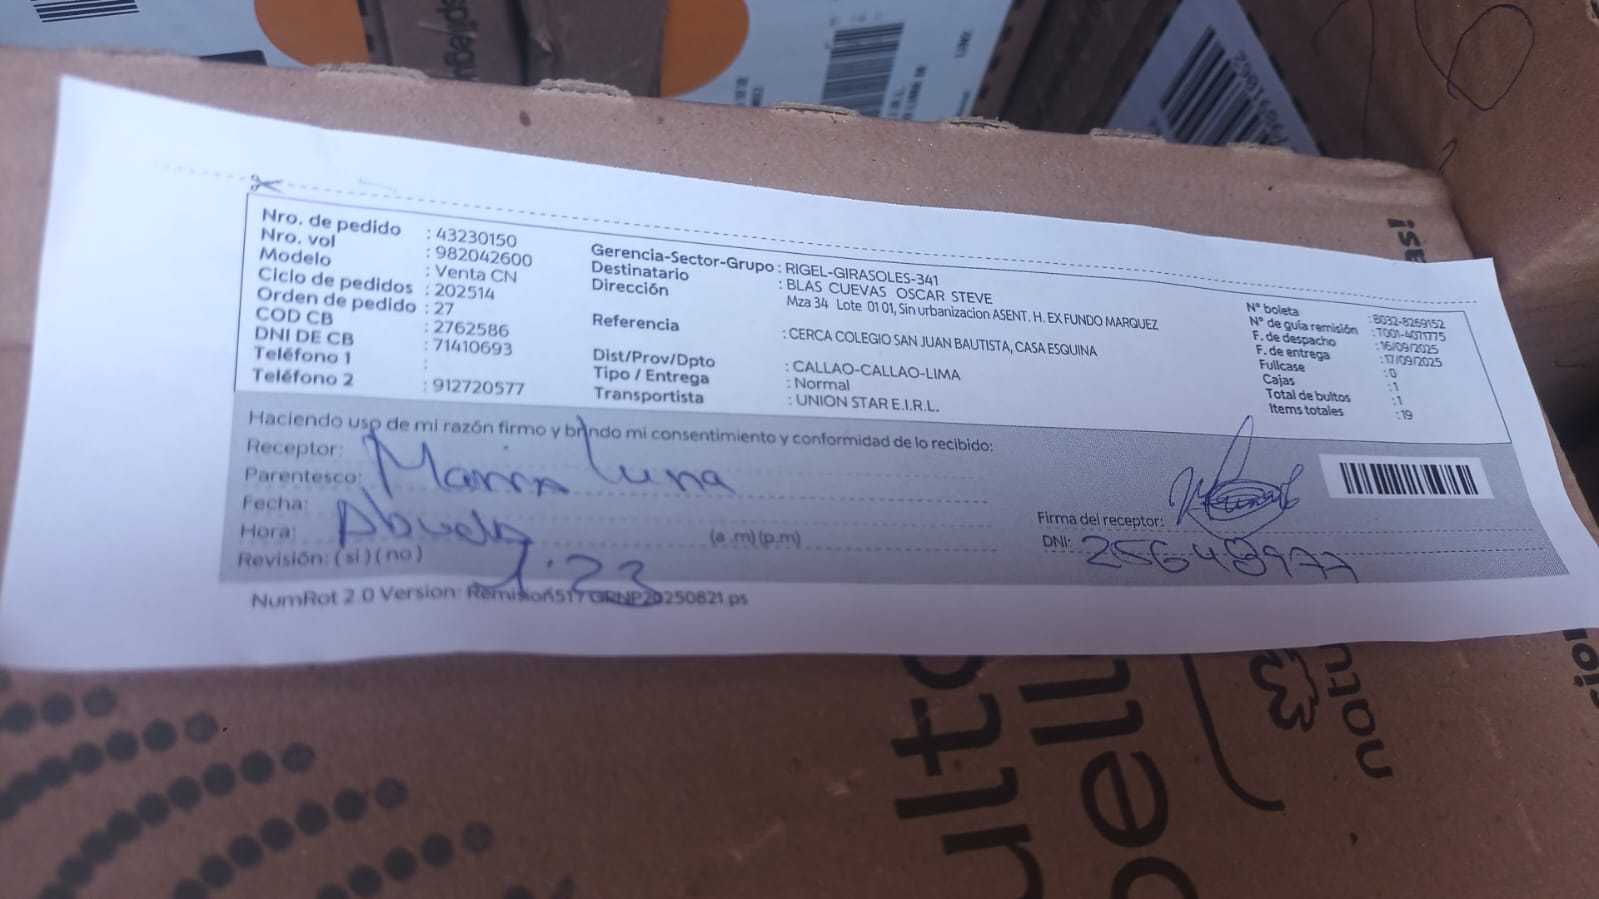 Nro. de pedido : 43230150
Nro. vol : 982042600
Modelo : Venta CN
Ciclo de pedidos : 202514
Orden de pedido : 27
COD CB : 2762586
DNI DE CB : 71410693
Teléfono 1 :
Teléfono 2 : 912720577
Gerencia-Sector-Grupo : RIGEL-GIRASOLES-341
Destinatario : BLAS CUEVAS OSCAR STEVE
Dirección Mza 34 Lote 01 01, Sin urbanizacion ASENT. H. EX FUNDO MARQUEZ
Referencia : CERCA COLEGIO SAN JUAN BAUTISTA, CASA ESQUINA
Dist/Prov/Dpto : CALLAO-CALLAO-LIMA
Tipo / Entrega : Normal
Transportista : UNION STAR E.I.R.L.
N° boleta : B032-8269152
N° de guía remisión : T001-4071775
F. de despacho : 16/09/2025
F. de entrega : 17/09/2025
Fullcase : 0
Cajas : 1
Total de bultos : 1
Items totales : 19
Haciendo uso de mi razón firmo y brindo mi consentimiento y conformidad de lo recibido:
Receptor: Maria Luna
Parentesco: Abuela
Fecha:
Hora: 1:23 (a .m) (p.m)
Revisión: ( si ) ( no )
Firma del receptor:
DNI: 25648977
NumRot 2.0 Version: Remision517GRNP20250821.ps